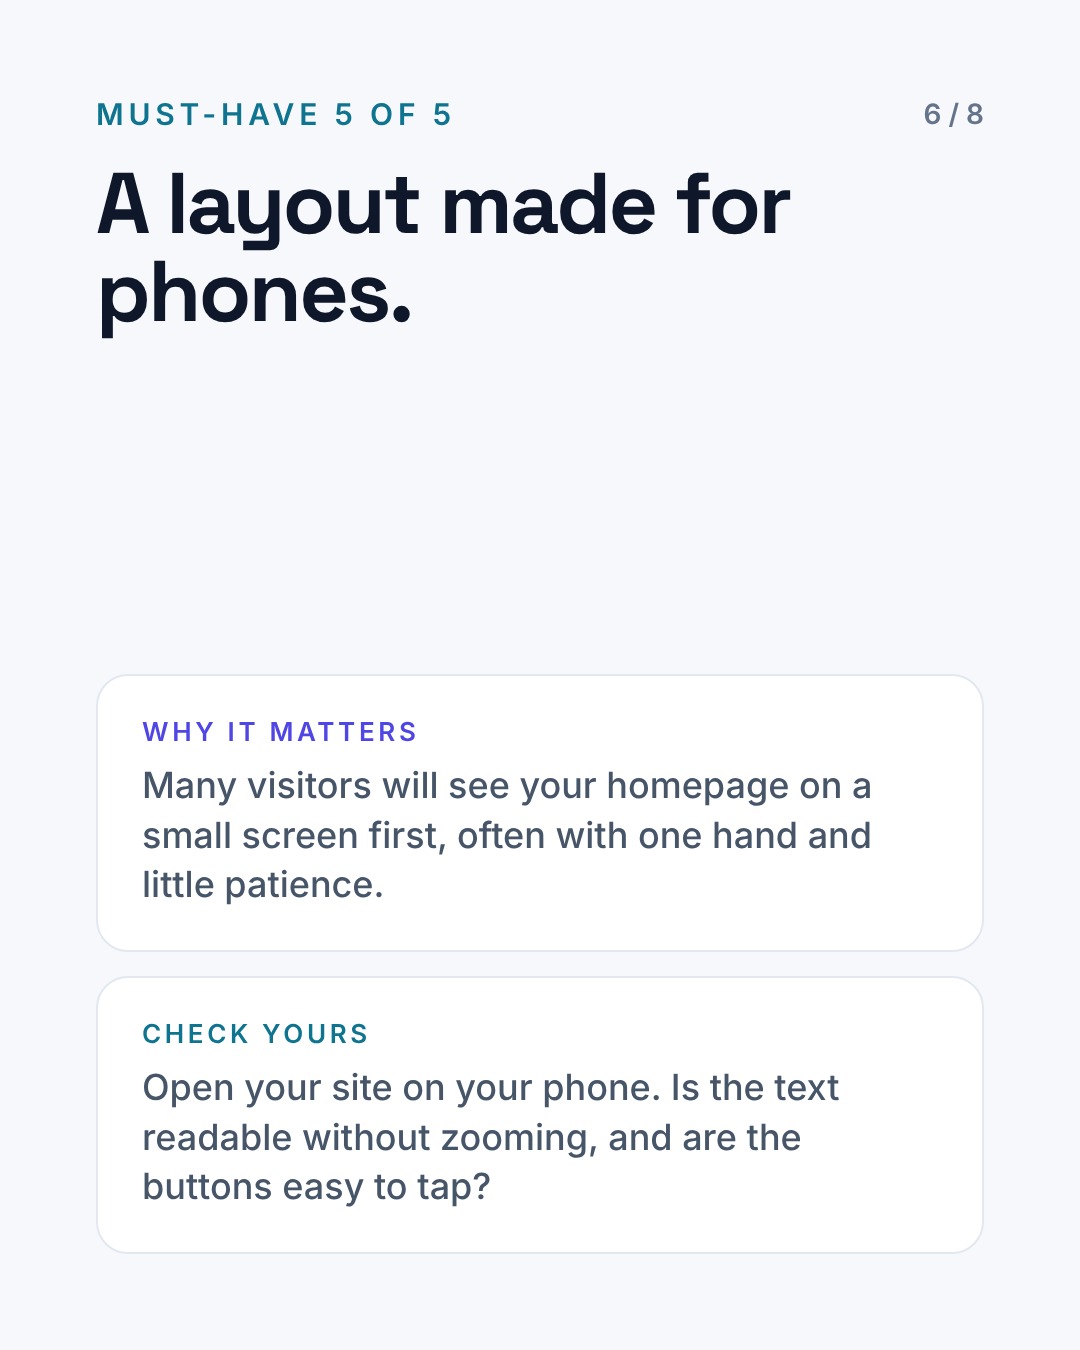 MUST-HAVE 5 OF 5
6 / 8
A layout made for
phones.
WHY IT MATTERS
Many visitors will see your homepage on a
small screen first, often with one hand and
little patience.
CHECK YOURS
Open your site on your phone. Is the text
readable without zooming, and are the
buttons easy to tap?